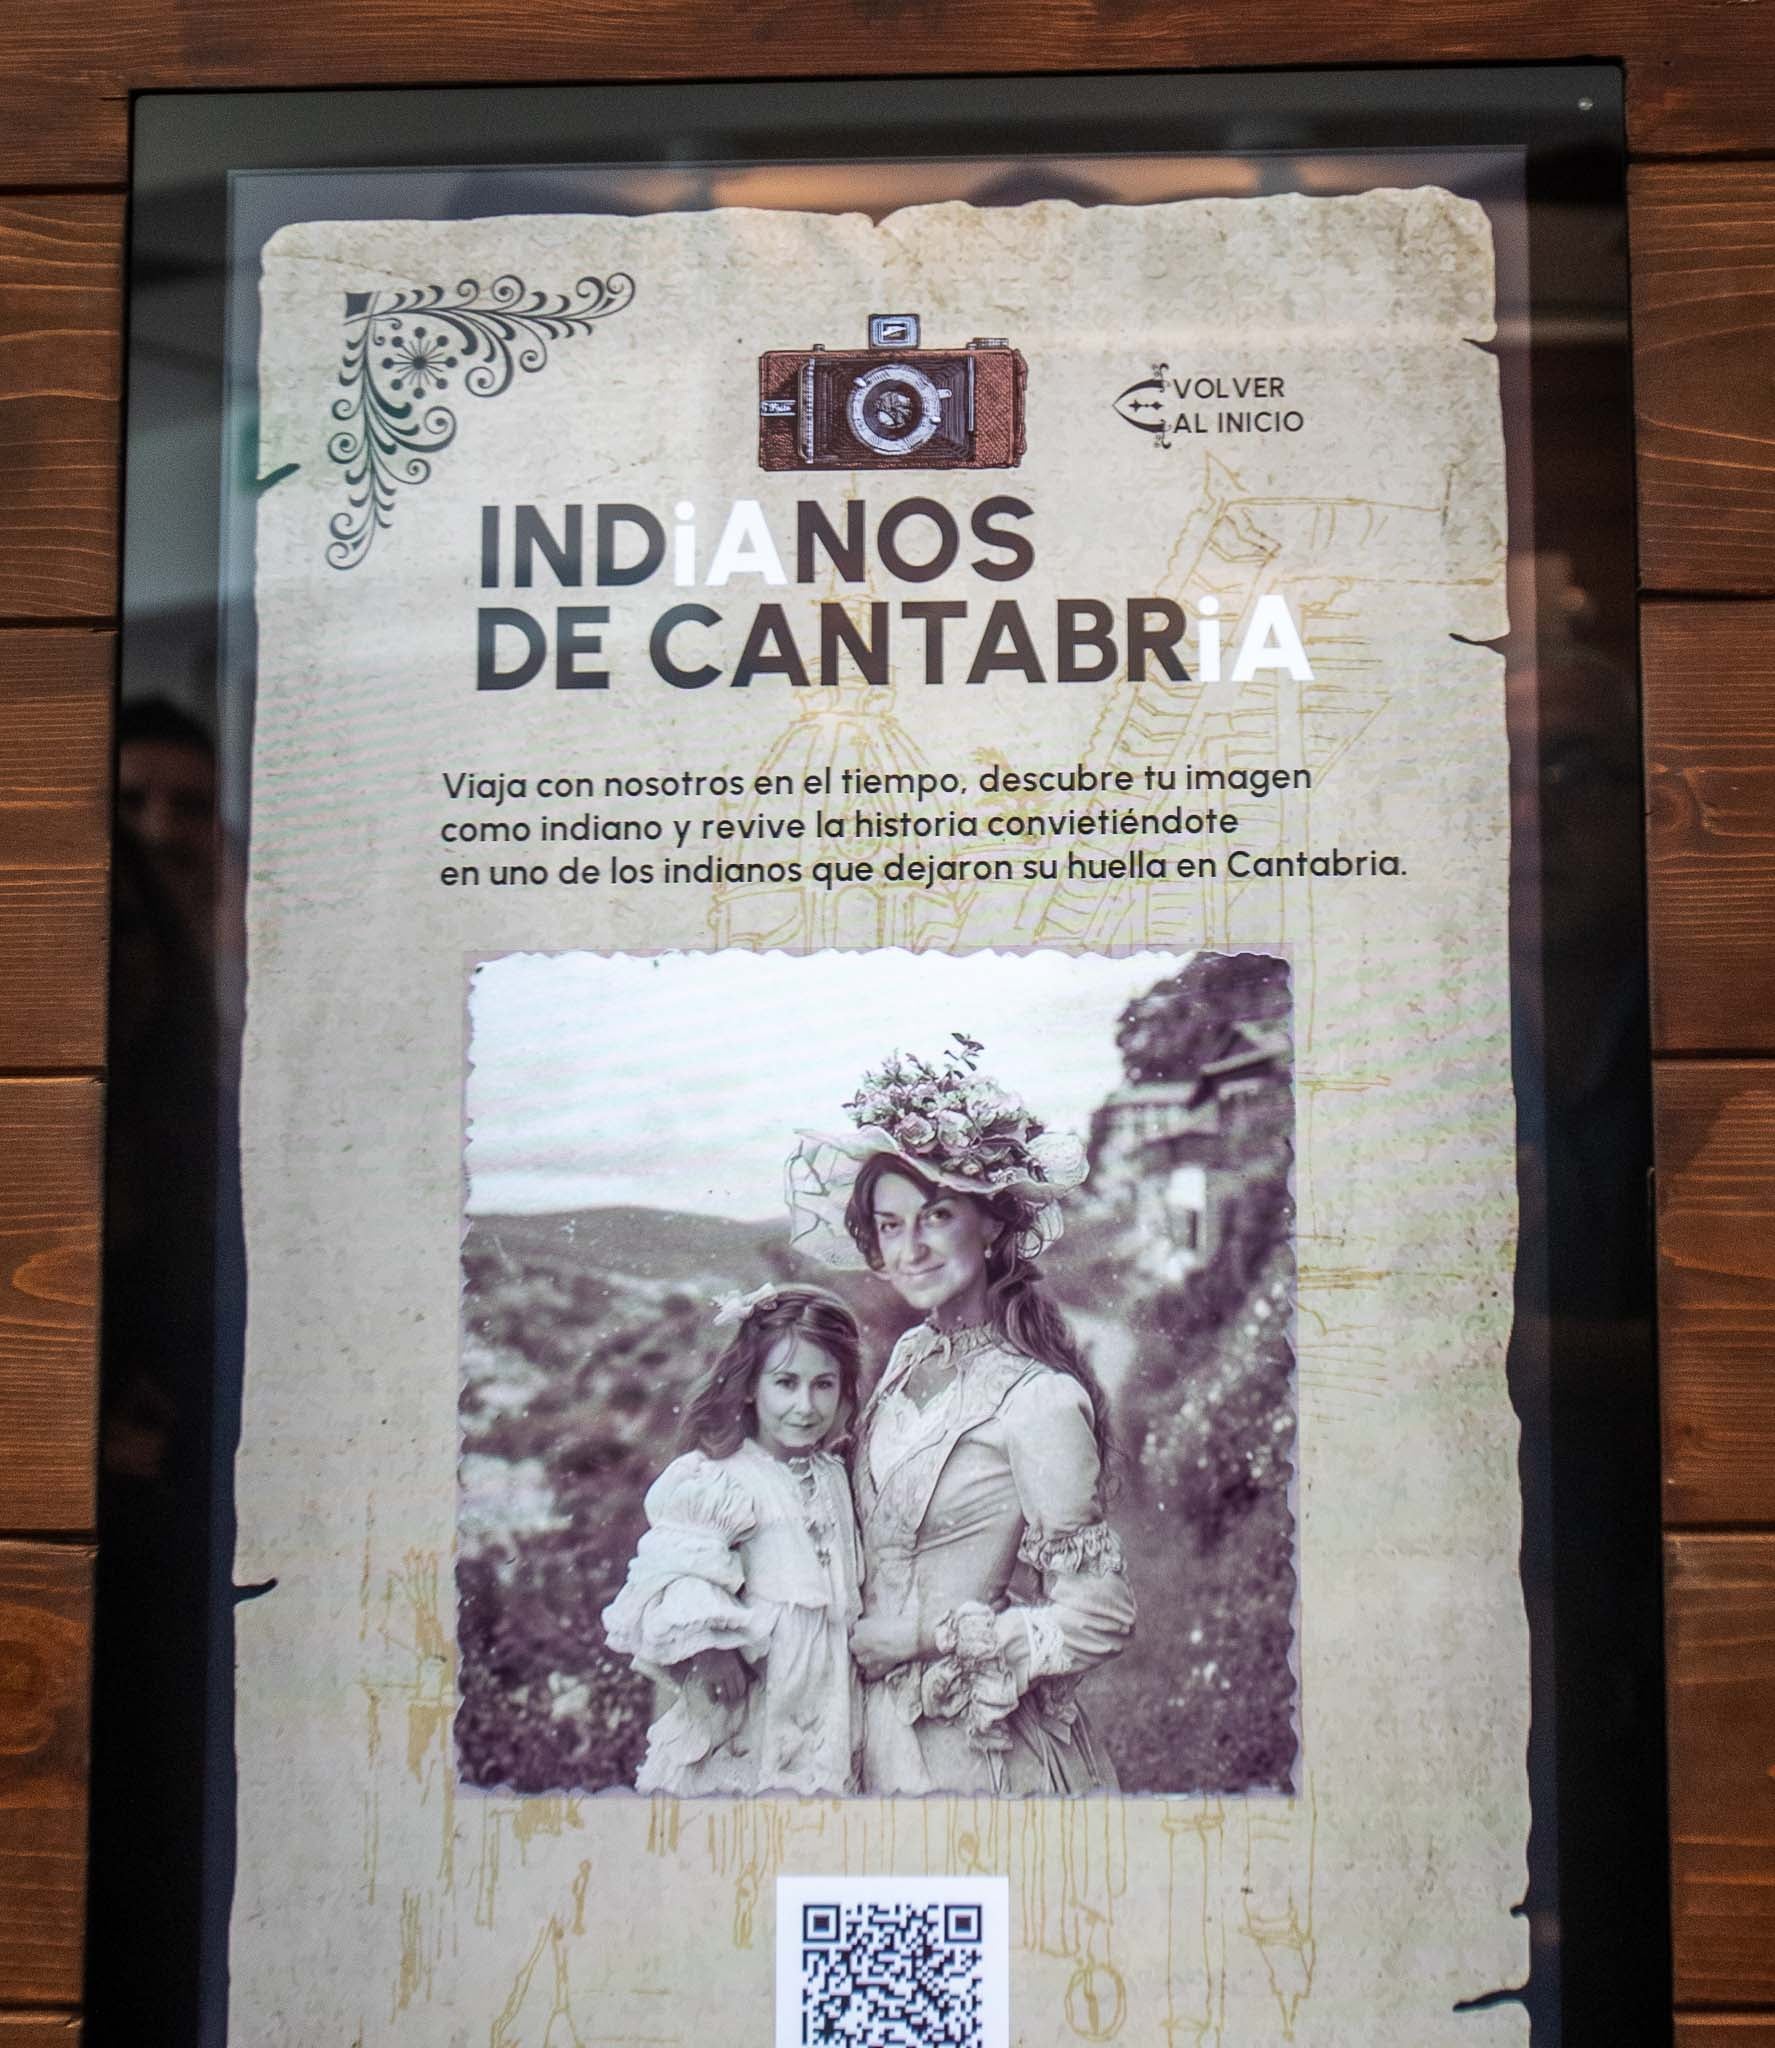 VOLVER
AL INICIO
INDiANOS
DE CANTABRiA
Viaja con nosotros en el tiempo, descubre tu imagen
como indiano y revive la historia convietiéndote
en uno de los indianos que dejaron su huella en Cantabria.